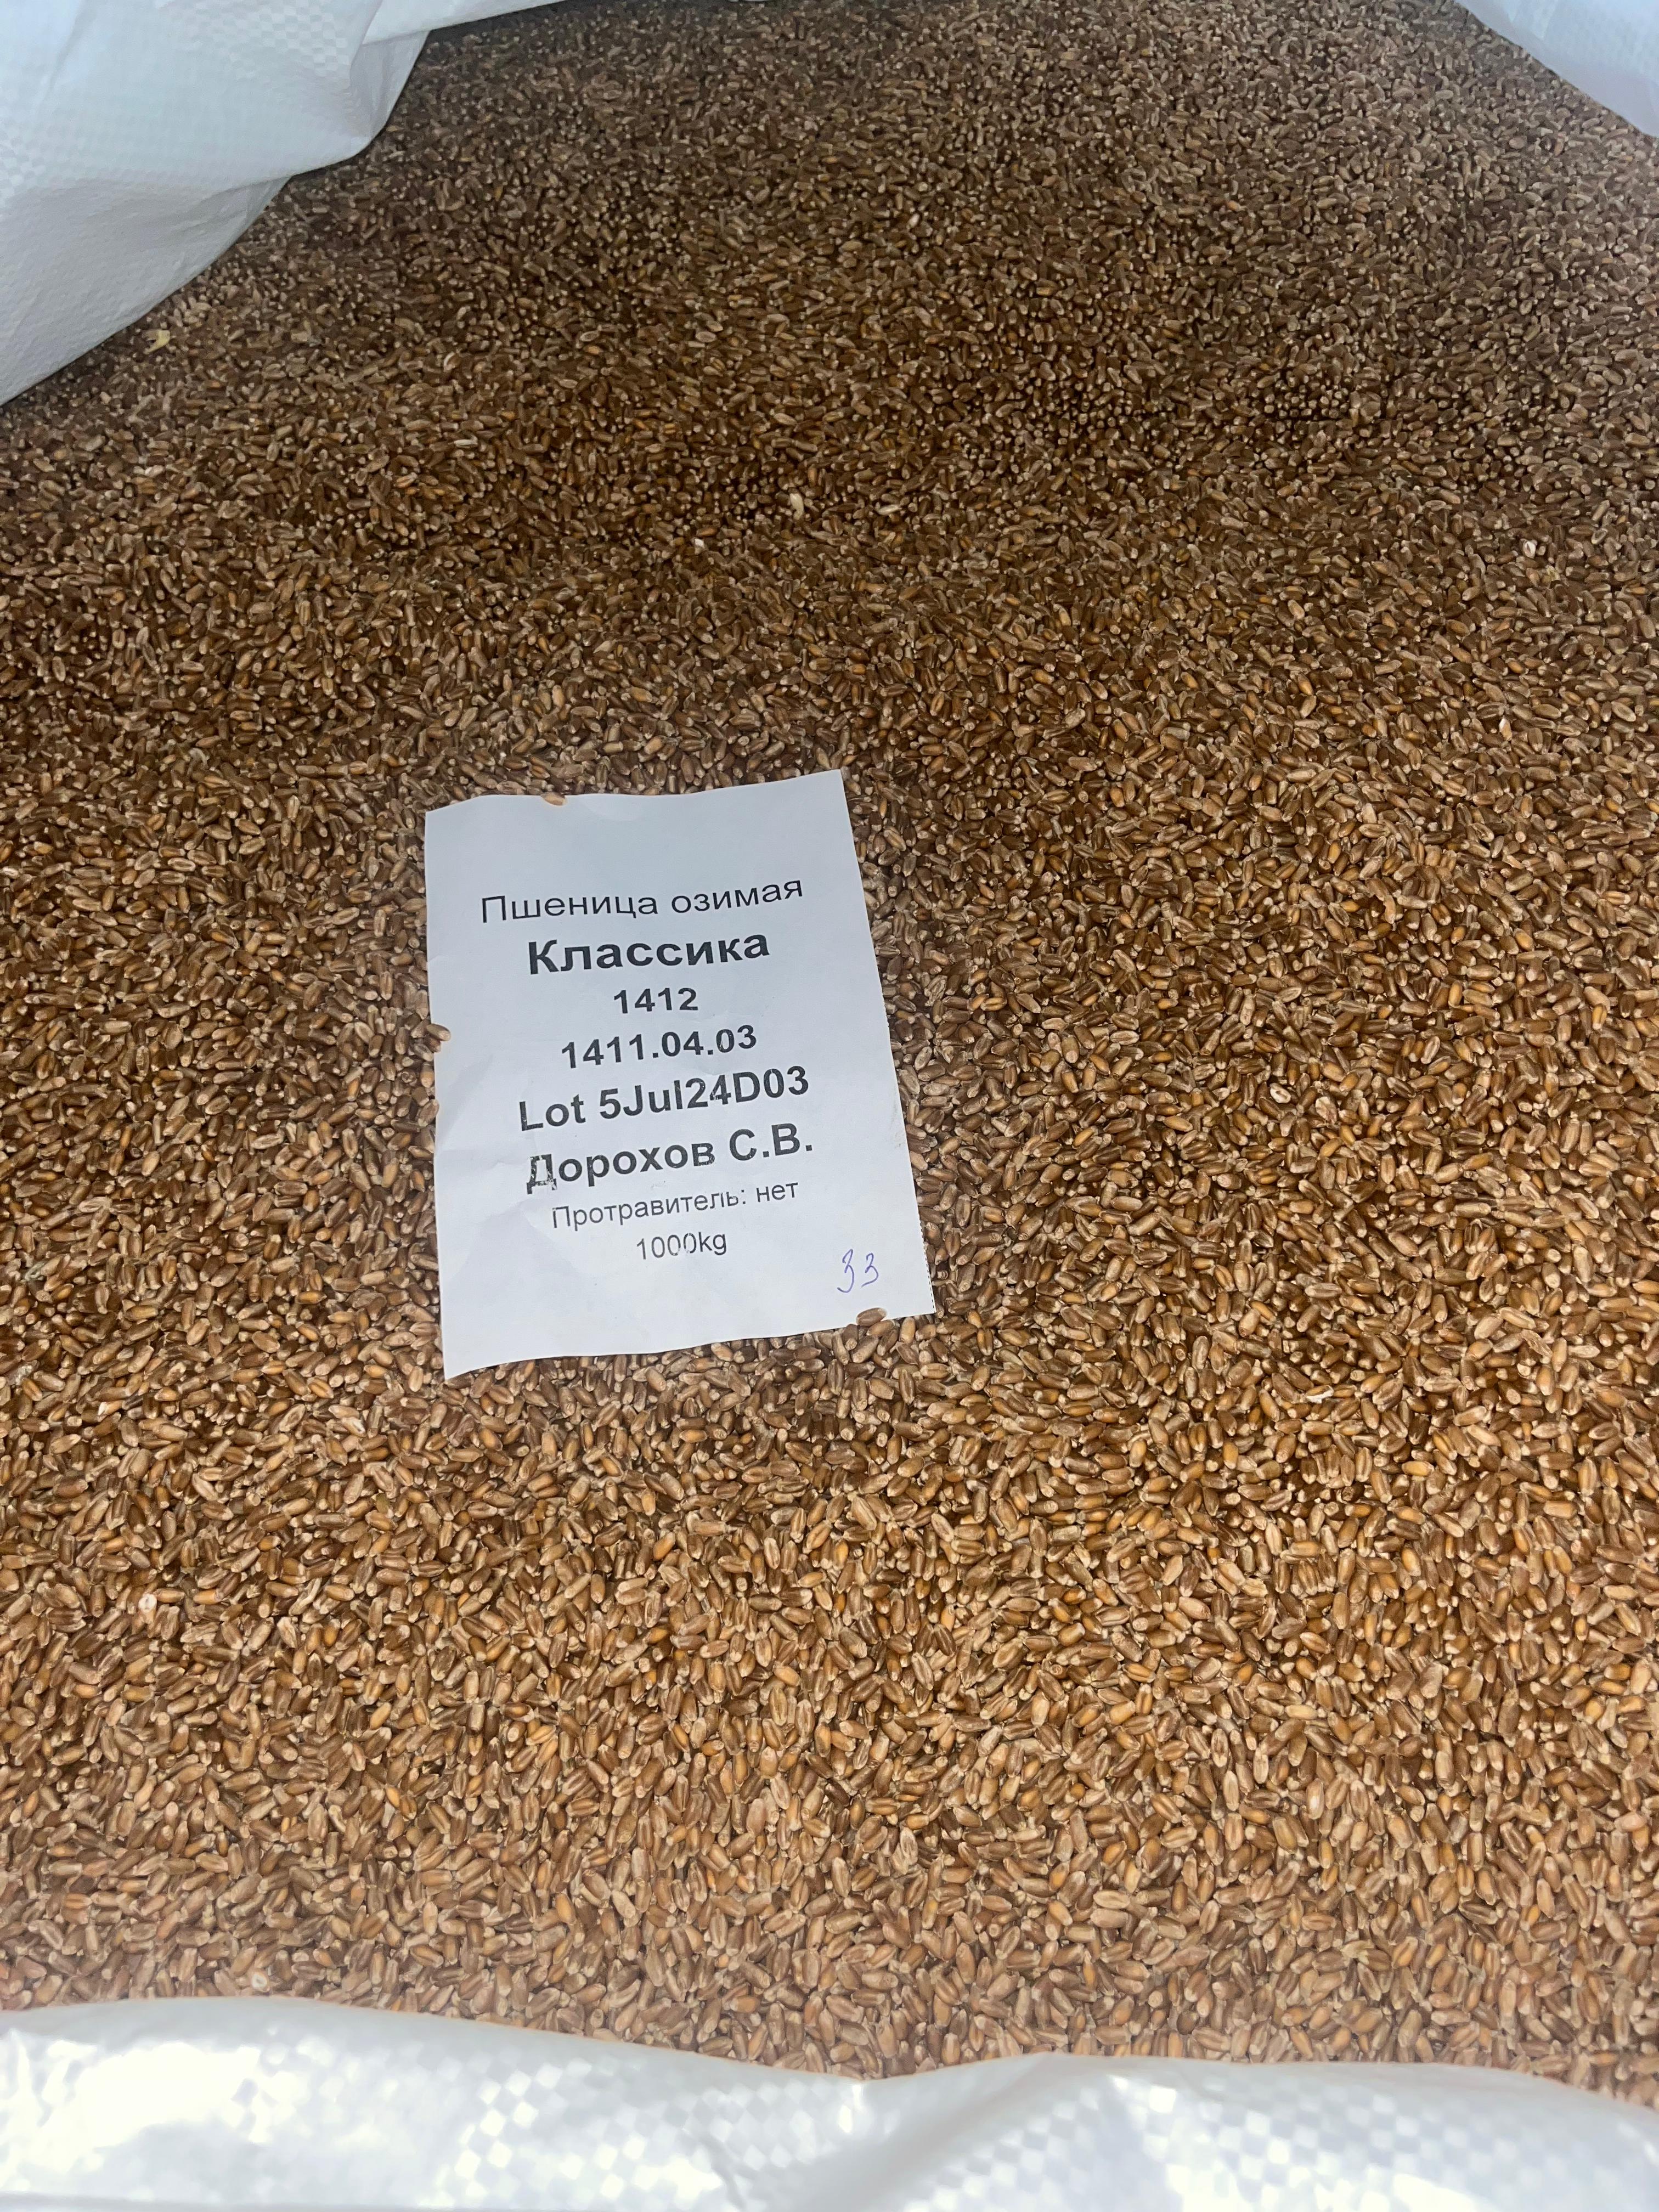 Пшеница озимая
Классика
1412
1411.04.03
Lot 5Jul24D03
Дорохов С.В.
Протравитель: нет
1000kg
33